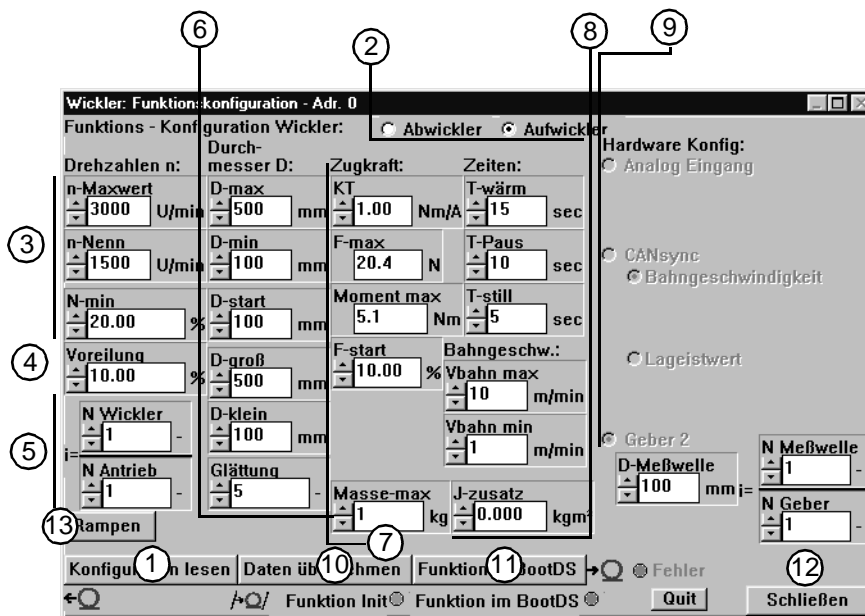 6
2
8
9
Wickler: Funktionskonfiguration - Adr. 0
Funktions - Konfiguration Wickler: Abwickler Aufwickler
Drehzahlen n: Durch-messer D: Zugkraft: Zeiten: Hardware Konfig:
n-Maxwert D-max KT T-wärm Analog Eingang
3000 U/min 500 mm 1.00 Nm/A 15 sec
3
n-Nenn D-min F-max T-Paus CANsync
1500 U/min 100 mm 20.4 N 10 sec Bahngeschwindigkeit
N-min D-start Moment max T-still
20.00 % 100 mm 5.1 Nm 5 sec
4
Voreilung D-groß F-start Bahngeschw.: Lageistwert
10.00 % 500 mm 10.00 % Vbahn max
10 m/min
5
N Wickler D-klein Vbahn min Geber 2
i= 1 - 100 mm 1 m/min
N Antrieb Glättung D-Meßwelle N Meßwelle
1 - 5 - 100 mm i= 1 -
Masse-max J-zusatz N Geber
1 kg 0.000 kgm² 1 -
13 Rampen
7
1 10 11 12
Konfiguration lesen Daten übernehmen Funktion BootDS Fehler
Funktion Init Funktion im BootDS Quit Schließen